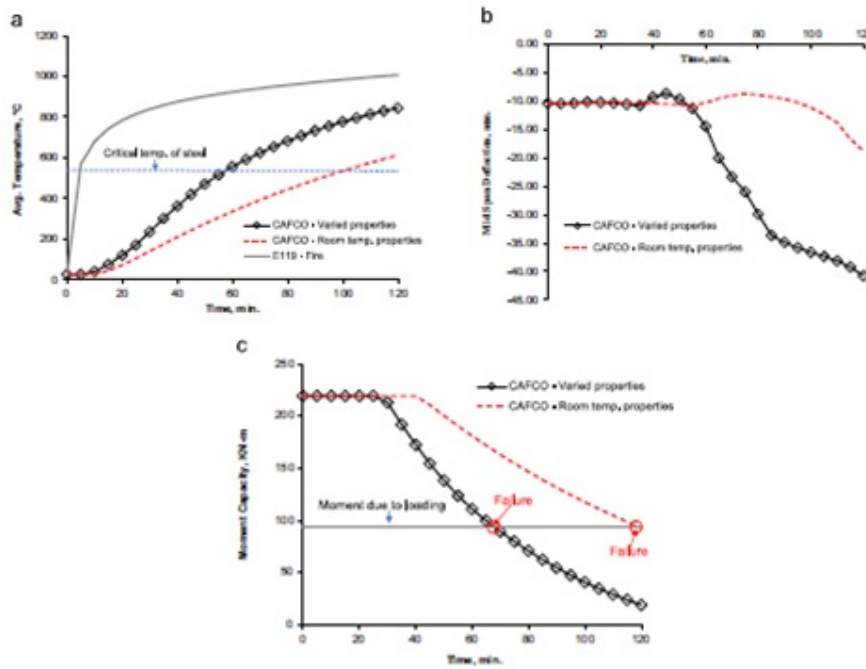 a
1200
1000
800
600
400
200
0
Avg. Temperature, °C
Critical temp. of steel
CAFCO - Varied properties
CAFCO - Room temp. properties
E119 - Fire
0 20 40 60 80 100 120
Time, min.
b
0 20 40 60 80 100 120
Time, min.
0.00
-5.00
-10.00
-15.00
-20.00
-25.00
-30.00
-35.00
-40.00
-45.00
Mid Span Deflection, mm.
CAFCO - Varied properties
CAFCO - Room temp. properties
c
250
200
150
100
50
0
Moment Capacity, KN-m
CAFCO - Varied properties
CAFCO - Room temp. properties
Moment due to loading
Failure
Failure
0 20 40 60 80 100 120
Time, min.